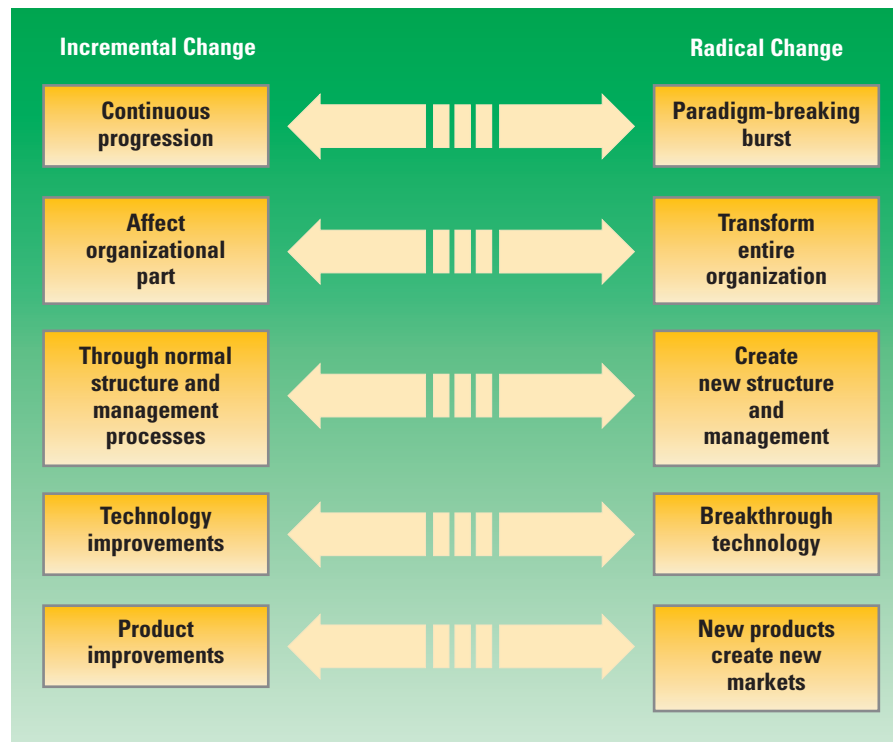 Incremental Change
Radical Change
Continuous
progression
Paradigm-breaking
burst
Affect
organizational
part
Transform
entire
organization
Through normal
structure and
management
processes
Create
new structure
and
management
Technology
improvements
Breakthrough
technology
Product
improvements
New products
create new
markets